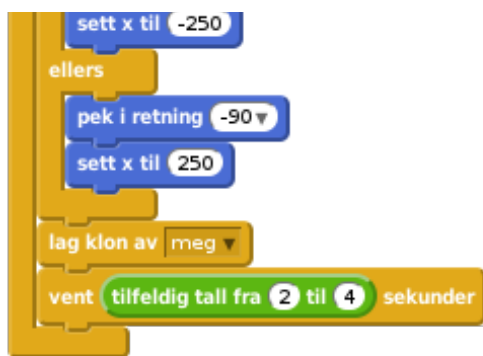 sett x til -250
ellers
pek i retning -90
sett x til 250
lag klon av meg
vent tilfeldig tall fra 2 til 4 sekunder